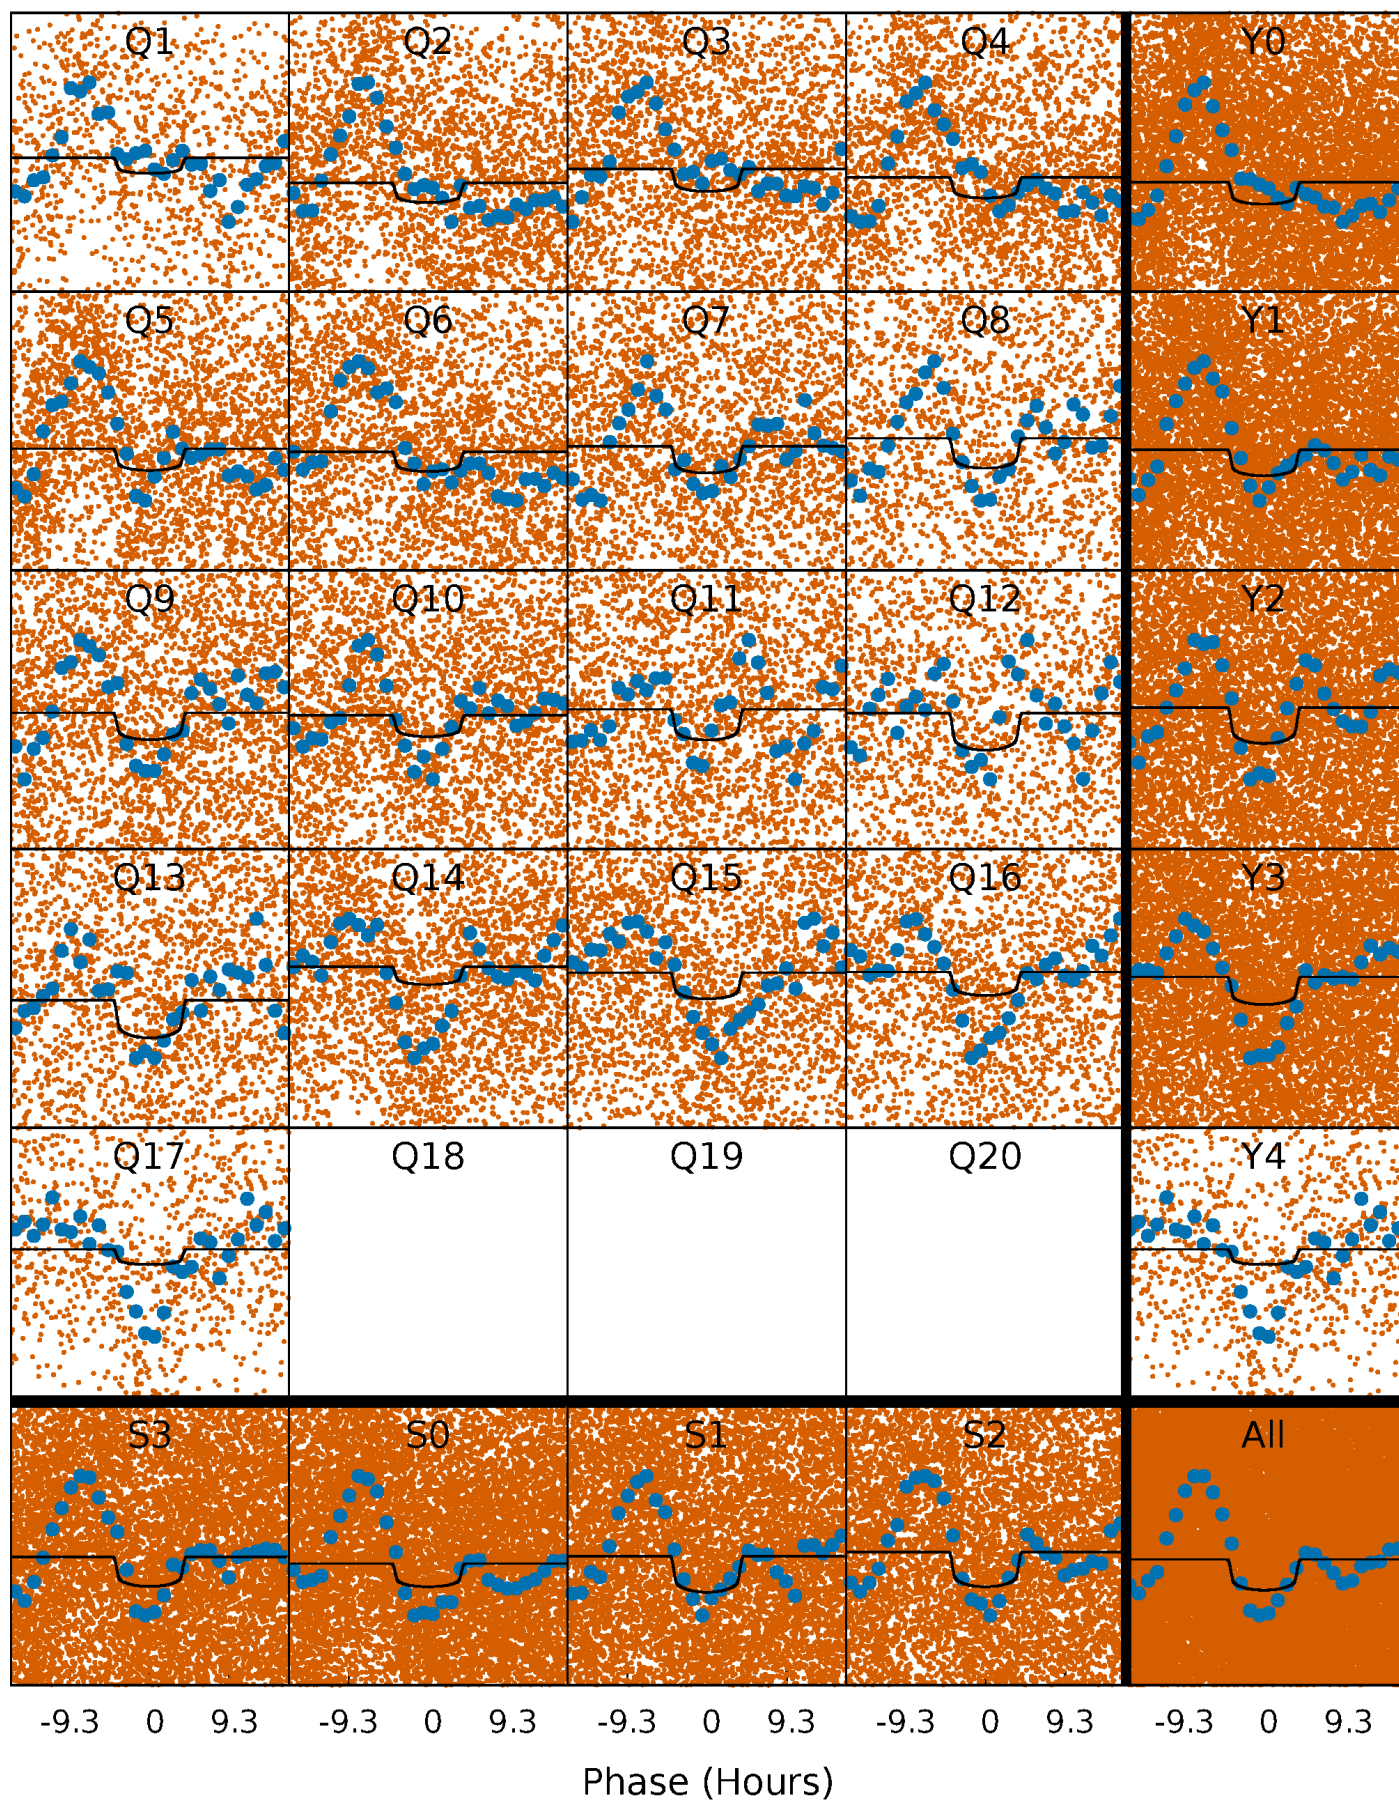 Q1 Q2 Q3 Q4 Y0
Q5 Q6 Q7 Q8 Y1
Q9 Q10 Q11 Q12 Y2
Q13 Q14 Q15 Q16 Y3
Q17 Q18 Q19 Q20 Y4
S3 S0 S1 S2 All
-9.3 0 9.3 -9.3 0 9.3 -9.3 0 9.3 -9.3 0 9.3 -9.3 0 9.3
Phase (Hours)